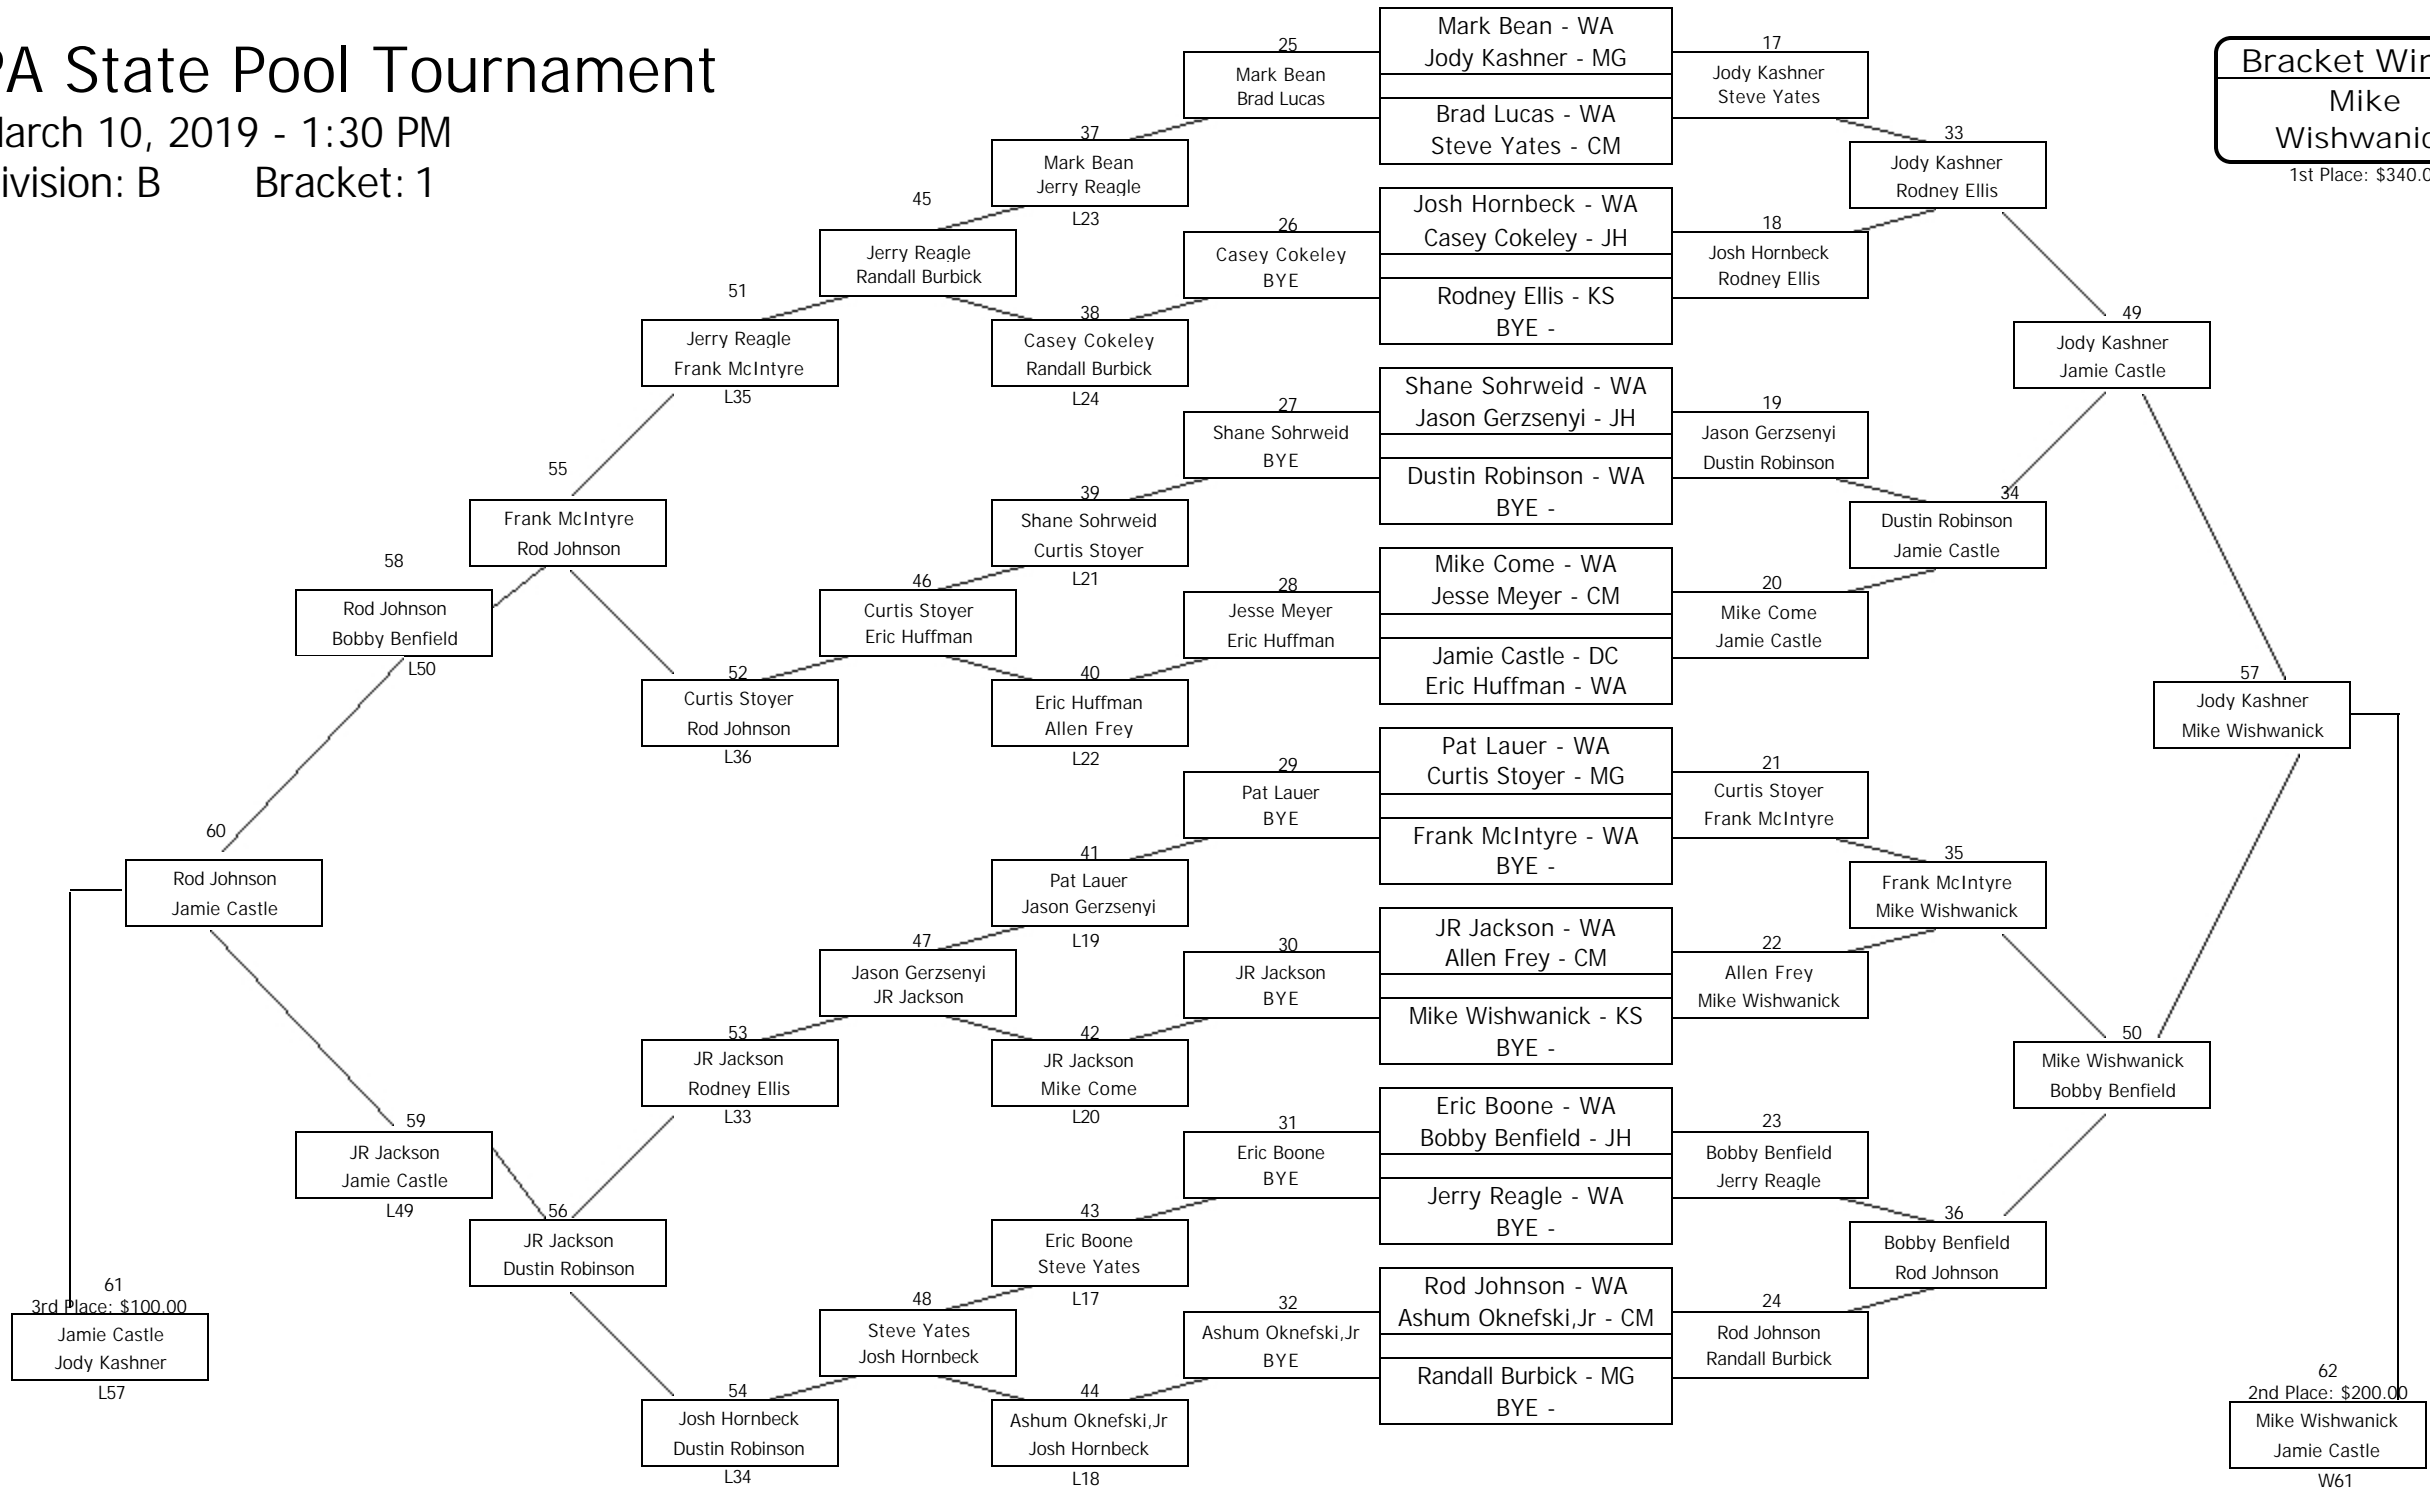 PA State Pool Tournament
March 10, 2019 - 1:30 PM
Division: B Bracket: 1
Bracket Win
Mike
Wishwanic
1st Place: $340.0
Mark Bean - WA
Jody Kashner - MG
Brad Lucas - WA
Steve Yates - CM
Josh Hornbeck - WA
Casey Cokeley - JH
Rodney Ellis - KS
BYE -
Shane Sohrweid - WA
Jason Gerzsenyi - JH
Dustin Robinson - WA
BYE -
Mike Come - WA
Jesse Meyer - CM
Jamie Castle - DC
Eric Huffman - WA
Pat Lauer - WA
Curtis Stoyer - MG
Frank McIntyre - WA
BYE -
JR Jackson - WA
Allen Frey - CM
Mike Wishwanick - KS
BYE -
Eric Boone - WA
Bobby Benfield - JH
Jerry Reagle - WA
BYE -
Rod Johnson - WA
Ashum Oknefski,Jr - CM
Randall Burbick - MG
BYE -
17
Jody Kashner
Steve Yates
18
Josh Hornbeck
Rodney Ellis
19
Jason Gerzsenyi
Dustin Robinson
20
Mike Come
Jamie Castle
21
Curtis Stoyer
Frank McIntyre
22
Allen Frey
Mike Wishwanick
23
Bobby Benfield
Jerry Reagle
24
Rod Johnson
Randall Burbick
25
Mark Bean
Brad Lucas
26
Casey Cokeley
BYE
27
Shane Sohrweid
BYE
28
Jesse Meyer
Eric Huffman
29
Pat Lauer
BYE
30
JR Jackson
BYE
31
Eric Boone
BYE
32
Ashum Oknefski,Jr
BYE
33
Jody Kashner
Rodney Ellis
34
Dustin Robinson
Jamie Castle
35
Frank McIntyre
Mike Wishwanick
36
Bobby Benfield
Rod Johnson
37
Mark Bean
Jerry Reagle
L23
38
Casey Cokeley
Randall Burbick
L24
39
Shane Sohrweid
Curtis Stoyer
L21
40
Eric Huffman
Allen Frey
L22
41
Pat Lauer
Jason Gerzsenyi
L19
42
JR Jackson
Mike Come
L20
43
Eric Boone
Steve Yates
L17
44
Ashum Oknefski,Jr
Josh Hornbeck
L18
45
Jerry Reagle
Randall Burbick
46
Curtis Stoyer
Eric Huffman
47
Jason Gerzsenyi
JR Jackson
48
Steve Yates
Josh Hornbeck
49
Jody Kashner
Jamie Castle
50
Mike Wishwanick
Bobby Benfield
51
Jerry Reagle
Frank McIntyre
L35
52
Curtis Stoyer
Rod Johnson
L36
53
JR Jackson
Rodney Ellis
L33
54
Josh Hornbeck
Dustin Robinson
L34
55
Frank McIntyre
Rod Johnson
56
JR Jackson
Dustin Robinson
57
Jody Kashner
Mike Wishwanick
58
Rod Johnson
Bobby Benfield
L50
59
JR Jackson
Jamie Castle
L49
60
Rod Johnson
Jamie Castle
61
3rd Place: $100.00
Jamie Castle
Jody Kashner
L57
62
2nd Place: $200.00
Mike Wishwanick
Jamie Castle
W61